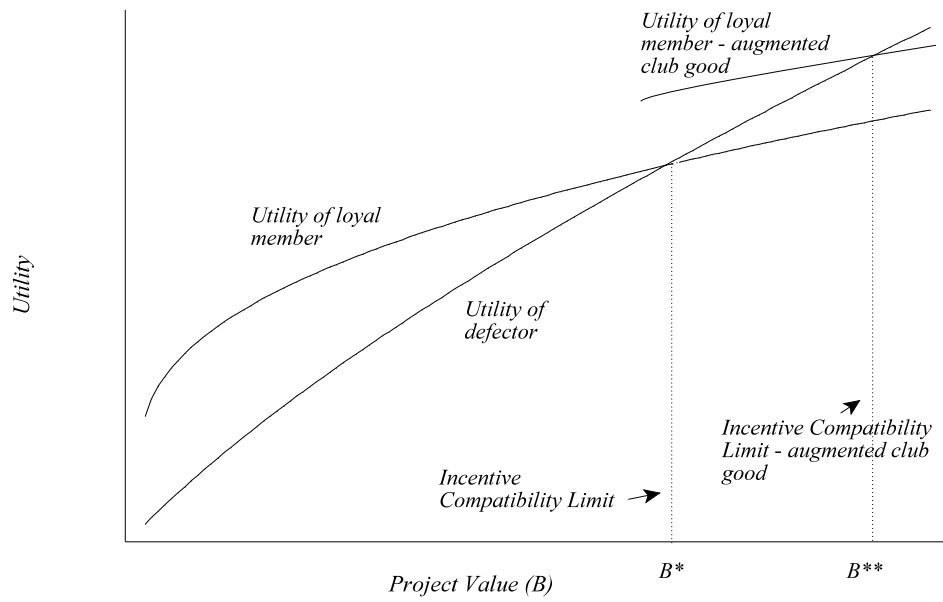 Utility of loyal
member - augmented
club good
Utility of loyal
member
Utility
Utility of
defector
Incentive Compatibility
Limit - augmented club
good
Incentive
Compatibility Limit
B*
B**
Project Value (B)